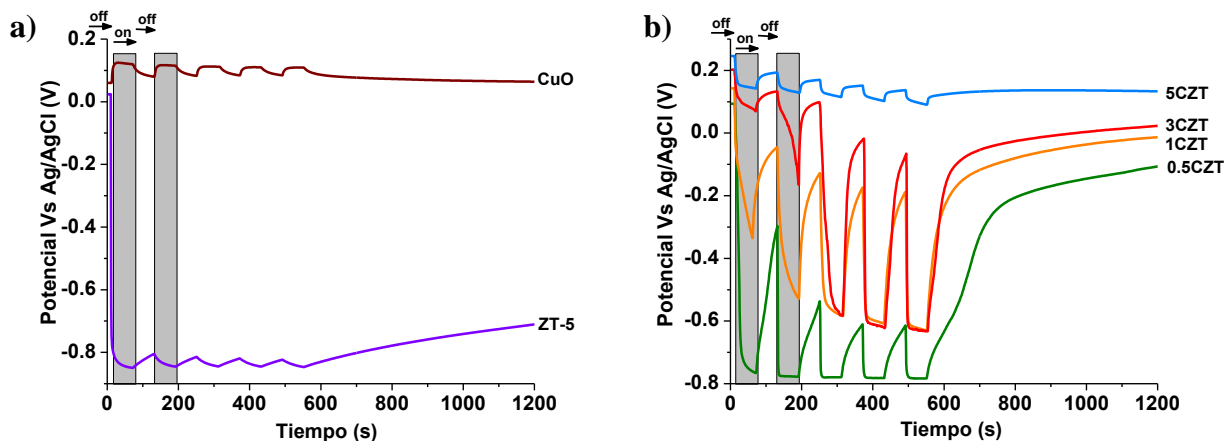 a)
off
on
off
Potencial Vs Ag/AgCl (V)
0.2
0.0
-0.2
-0.4
-0.6
-0.8
CuO
ZT-5
0 200 400 600 800 1000 1200
Tiempo (s)
b)
off
on
off
Potencial Vs Ag/AgCl (V)
0.2
0.0
-0.2
-0.4
-0.6
-0.8
5CZT
3CZT
1CZT
0.5CZT
0 200 400 600 800 1000 1200
Tiempo (s)